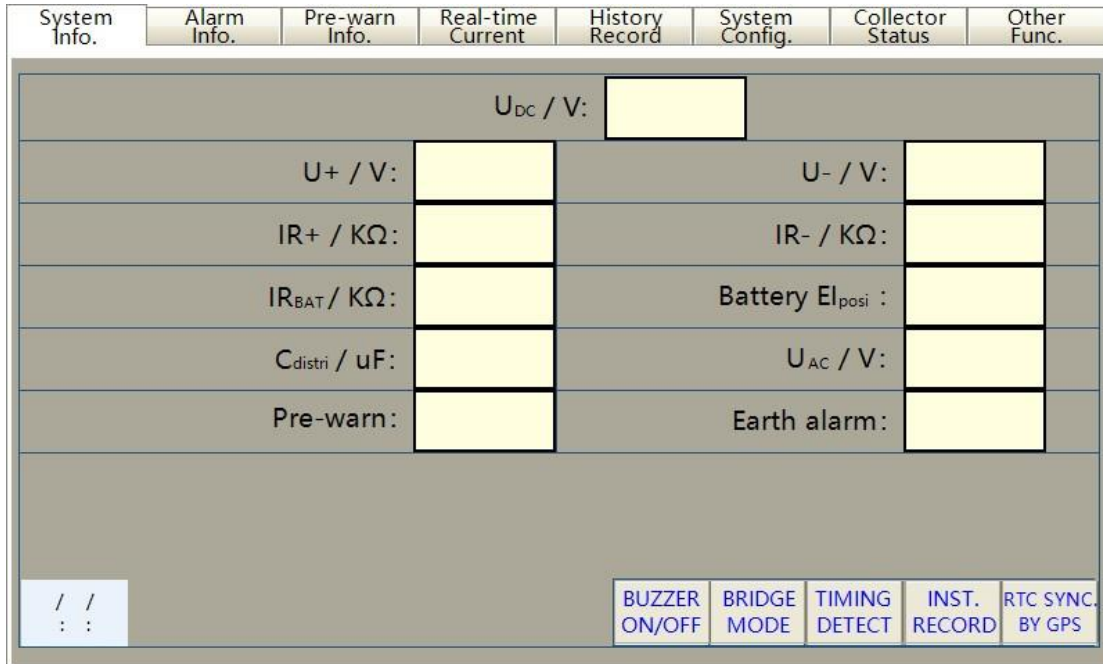 System Info.
Alarm Info.
Pre-warn Info.
Real-time Current
History Record
System Config.
Collector Status
Other Func.
UDC / V:
U+ / V:
U- / V:
IR+ / KΩ:
IR- / KΩ:
IRBAT / KΩ:
Battery Elposi :
Cdistri / uF:
UAC / V:
Pre-warn:
Earth alarm:
/ /
: :
BUZZER ON/OFF
BRIDGE MODE
TIMING DETECT
INST. RECORD
RTC SYNC. BY GPS